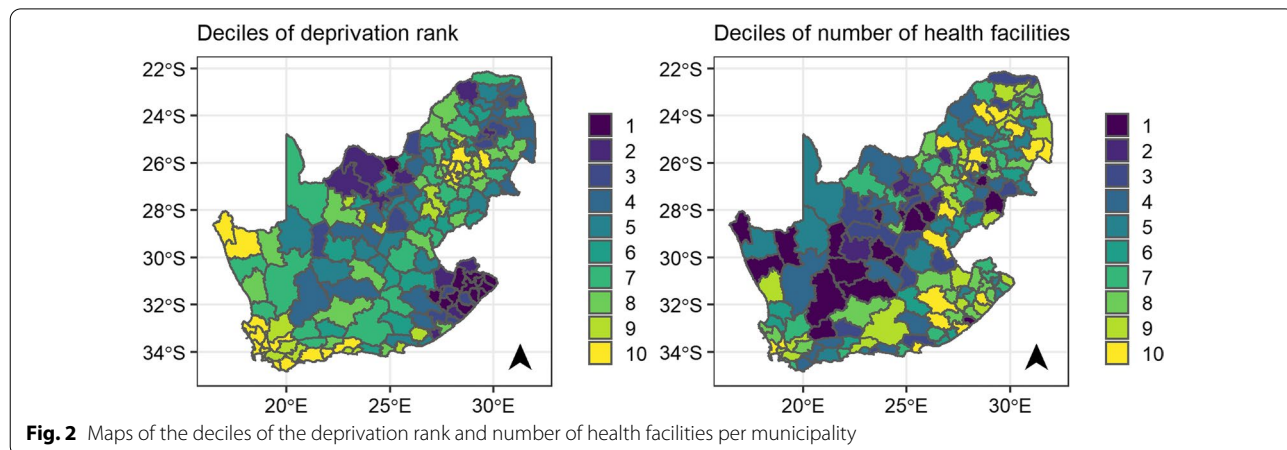 Deciles of deprivation rank
22°S
24°S
26°S
28°S
30°S
32°S
34°S
20°E 25°E 30°E
1
2
3
4
5
6
7
8
9
10
Deciles of number of health facilities
22°S
24°S
26°S
28°S
30°S
32°S
34°S
20°E 25°E 30°E
1
2
3
4
5
6
7
8
9
10
Fig. 2 Maps of the deciles of the deprivation rank and number of health facilities per municipality